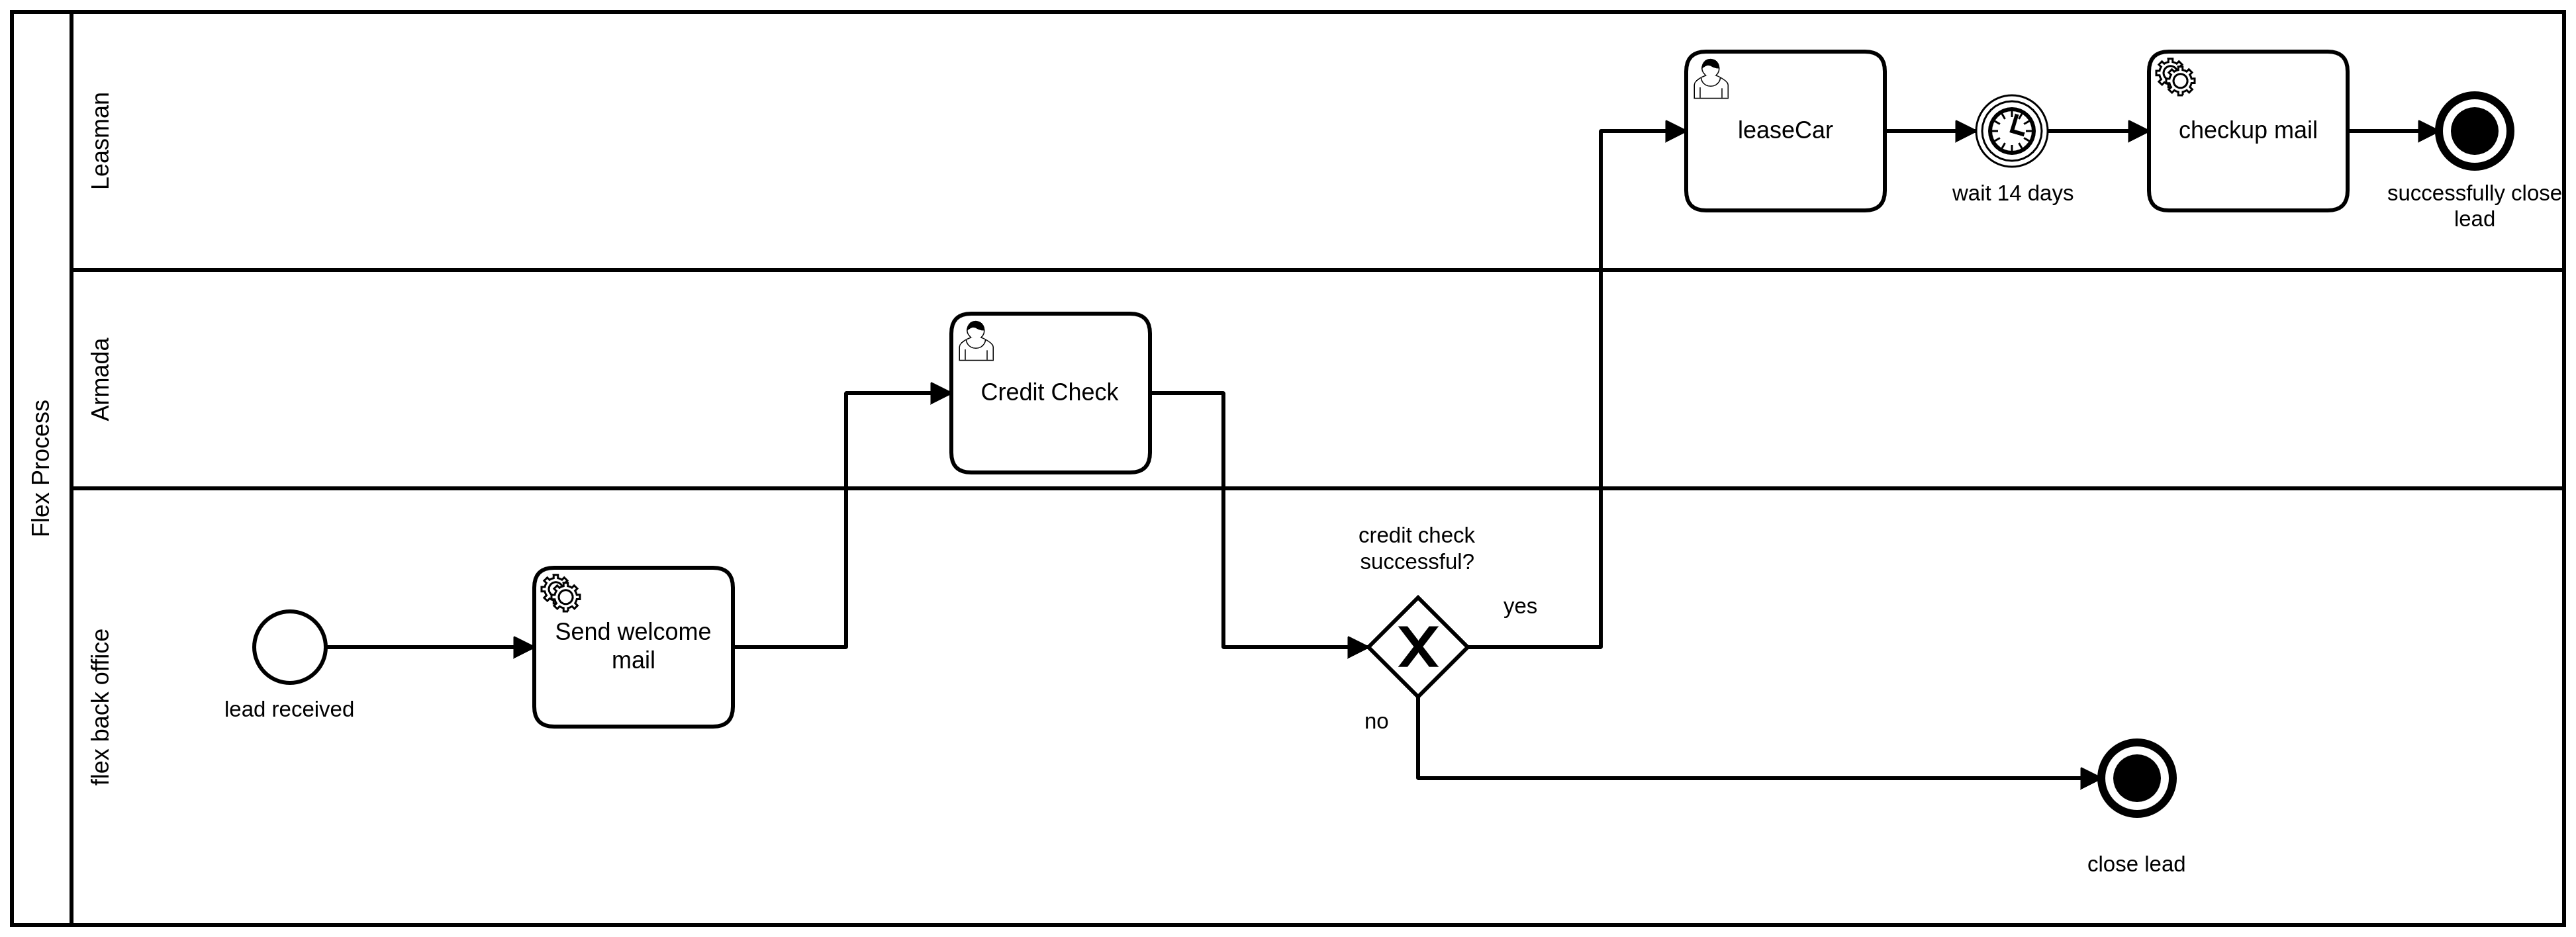 Flex Process
Leasman
leaseCar
wait 14 days
checkup mail
successfully close
lead
Armada
Credit Check
flex back office
lead received
Send welcome
mail
credit check
successful?
yes
no
close lead